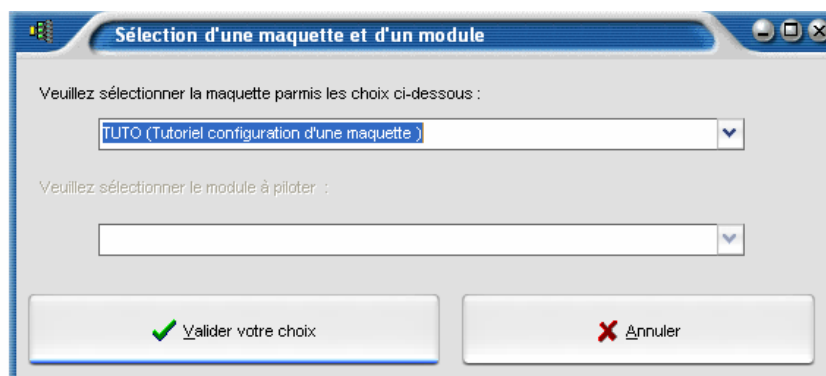 Sélection d'une maquette et d'un module
Veuillez sélectionner la maquette parmis les choix ci-dessous :
TUTO (Tutoriel configuration d'une maquette )
Veuillez sélectionner le module à piloter :
Valider votre choix
Annuler